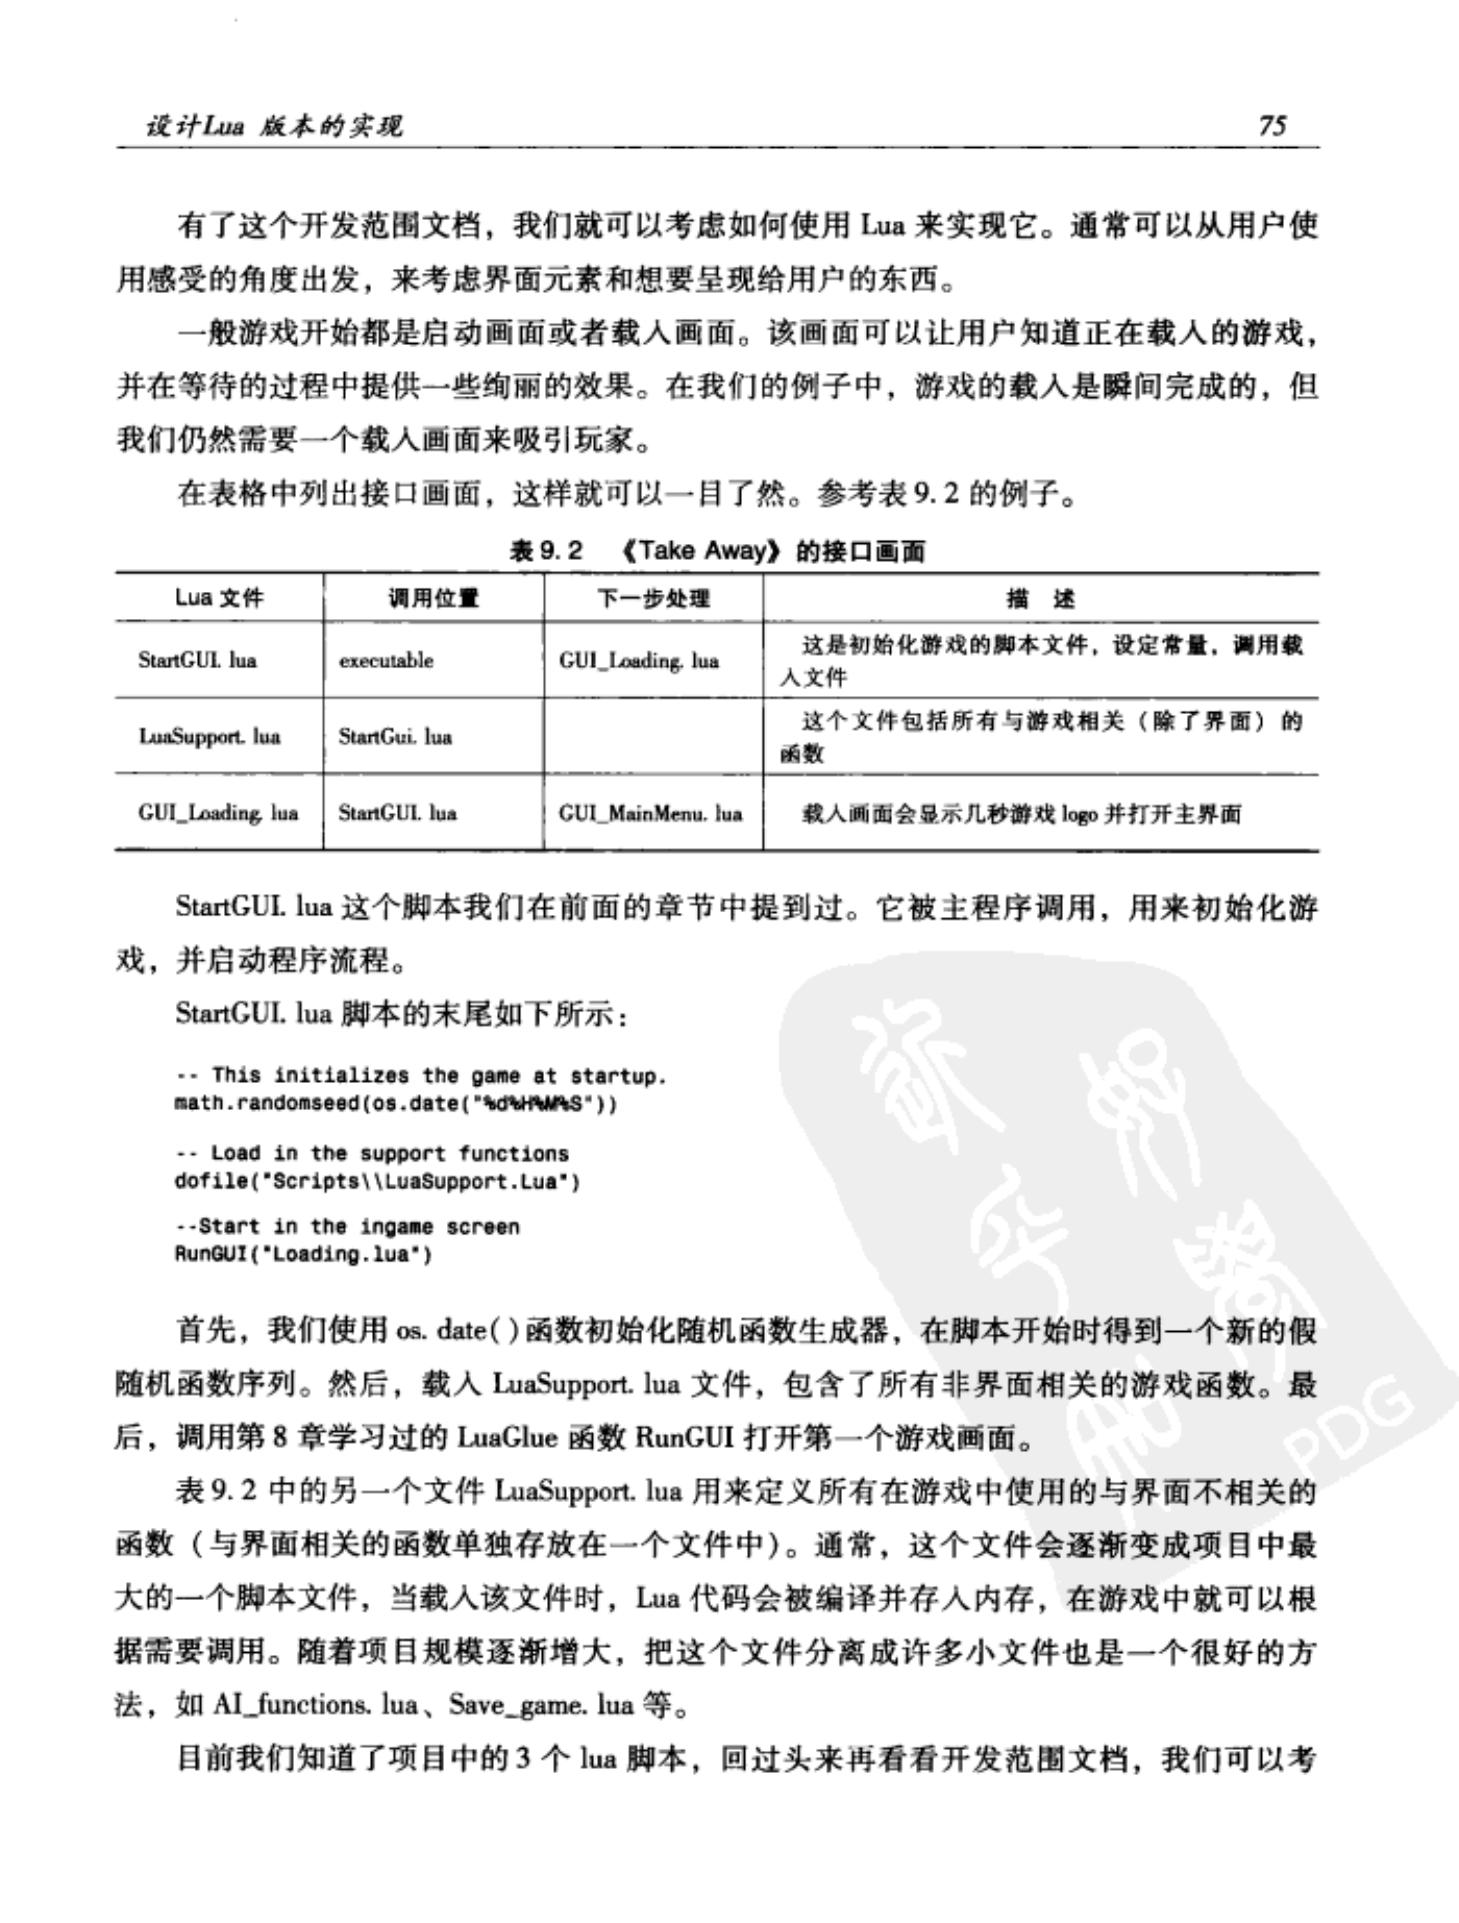 设计Lua 版本的实现 75
有了这个开发范围文档，我们就可以考虑如何使用 Lua 来实现它。通常可以从用户使
用感受的角度出发，来考虑界面元素和想要呈现给用户的东西。
一般游戏开始都是启动画面或者载入画面。该画面可以让用户知道正在载入的游戏，
并在等待的过程中提供一些绚丽的效果。在我们的例子中，游戏的载入是瞬间完成的，但
我们仍然需要一个载入画面来吸引玩家。
在表格中列出接口画面，这样就可以一目了然。参考表 9.2 的例子。
表 9.2 《Take Away》的接口画面
Lua 文件 调用位置 下一步处理 描 述
StartGUI. lua executable GUI_Loading. lua 这是初始化游戏的脚本文件，设定常量，调用载
入文件
LuaSupport. lua StartGui. lua 这个文件包括所有与游戏相关（除了界面）的
函数
GUI_Loading. lua StartGUI. lua GUI_MainMenu. lua 载入画面会显示几秒游戏 logo 并打开主界面
StartGUI. lua 这个脚本我们在前面的章节中提到过。它被主程序调用，用来初始化游
戏，并启动程序流程。
StartGUI. lua 脚本的末尾如下所示：
-- This initializes the game at startup.
math.randomseed(os.date("%d%H%M%S"))
-- Load in the support functions
dofile("Scripts\\LuaSupport.Lua")
--Start in the ingame screen
RunGUI("Loading.lua")
首先，我们使用 os. date( )函数初始化随机函数生成器，在脚本开始时得到一个新的假
随机函数序列。然后，载入 LuaSupport. lua 文件，包含了所有非界面相关的游戏函数。最
后，调用第 8 章学习过的 LuaGlue 函数 RunGUI 打开第一个游戏画面。
表 9.2 中的另一个文件 LuaSupport. lua 用来定义所有在游戏中使用的与界面不相关的
函数（与界面相关的函数单独存放在一个文件中）。通常，这个文件会逐渐变成项目中最
大的一个脚本文件，当载入该文件时，Lua 代码会被编译并存入内存，在游戏中就可以根
据需要调用。随着项目规模逐渐增大，把这个文件分离成许多小文件也是一个很好的方
法，如 AI_functions. lua、Save_game. lua 等。
目前我们知道了项目中的 3 个 lua 脚本，回过头来再看看开发范围文档，我们可以考
PDG